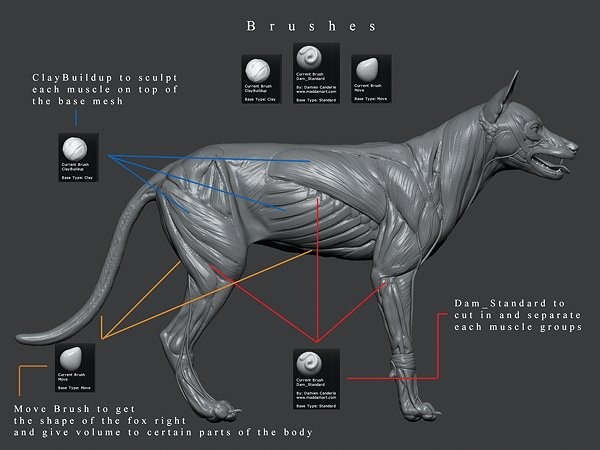 Brushes
Current Brush
ClayBuildup
Base Type: Clay
Current Brush
Dam_Standard
By: Damien Canderle
www.maddamart.com
Base Type: Standard
Current Brush
Move
Base Type: Move
ClayBuildup to sculpt
each muscle on top of
the base mesh
Current Brush
ClayBuildup
Base Type: Clay
Dam_Standard to
cut in and separate
each muscle groups
Current Brush
Move
Base Type: Move
Current Brush
Dam_Standard
By: Damien Canderle
www.maddamart.com
Base Type: Standard
Move Brush to get
the shape of the fox right
and give volume to certain parts of the body